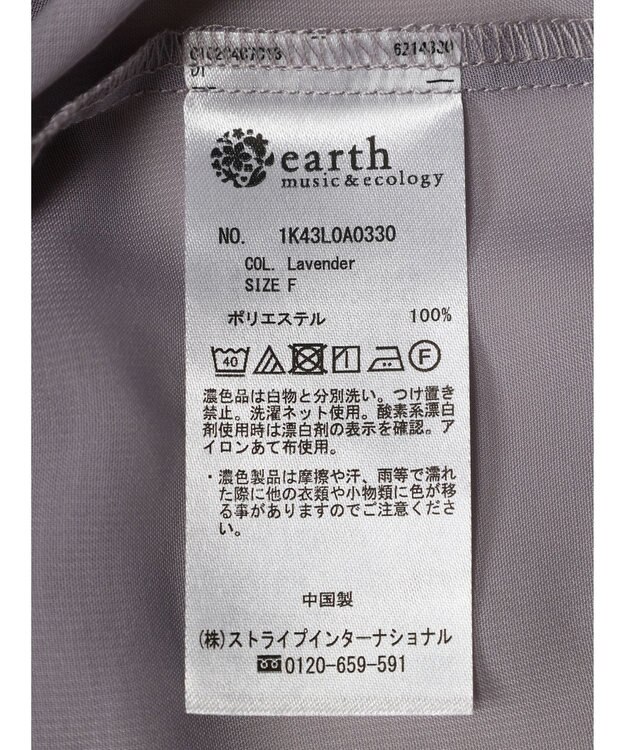 6214330
earth
music&ecology
NO. 1K43L0A0330
COL. Lavender
SIZE F
ポリエステル 100%
40 F
濃色品は白物と分別洗い。つけ置き
禁止。洗濯ネット使用。酸素系漂白
剤使用時は漂白剤の表示を確認。ア
イロンあて布使用。
・濃色製品は摩擦や汗、雨等で濡れ
た際に他の衣類や小物類に色が移
る事がありますのでご注意くださ
い。
中国製
(株)ストライプインターナショナル
0120-659-591